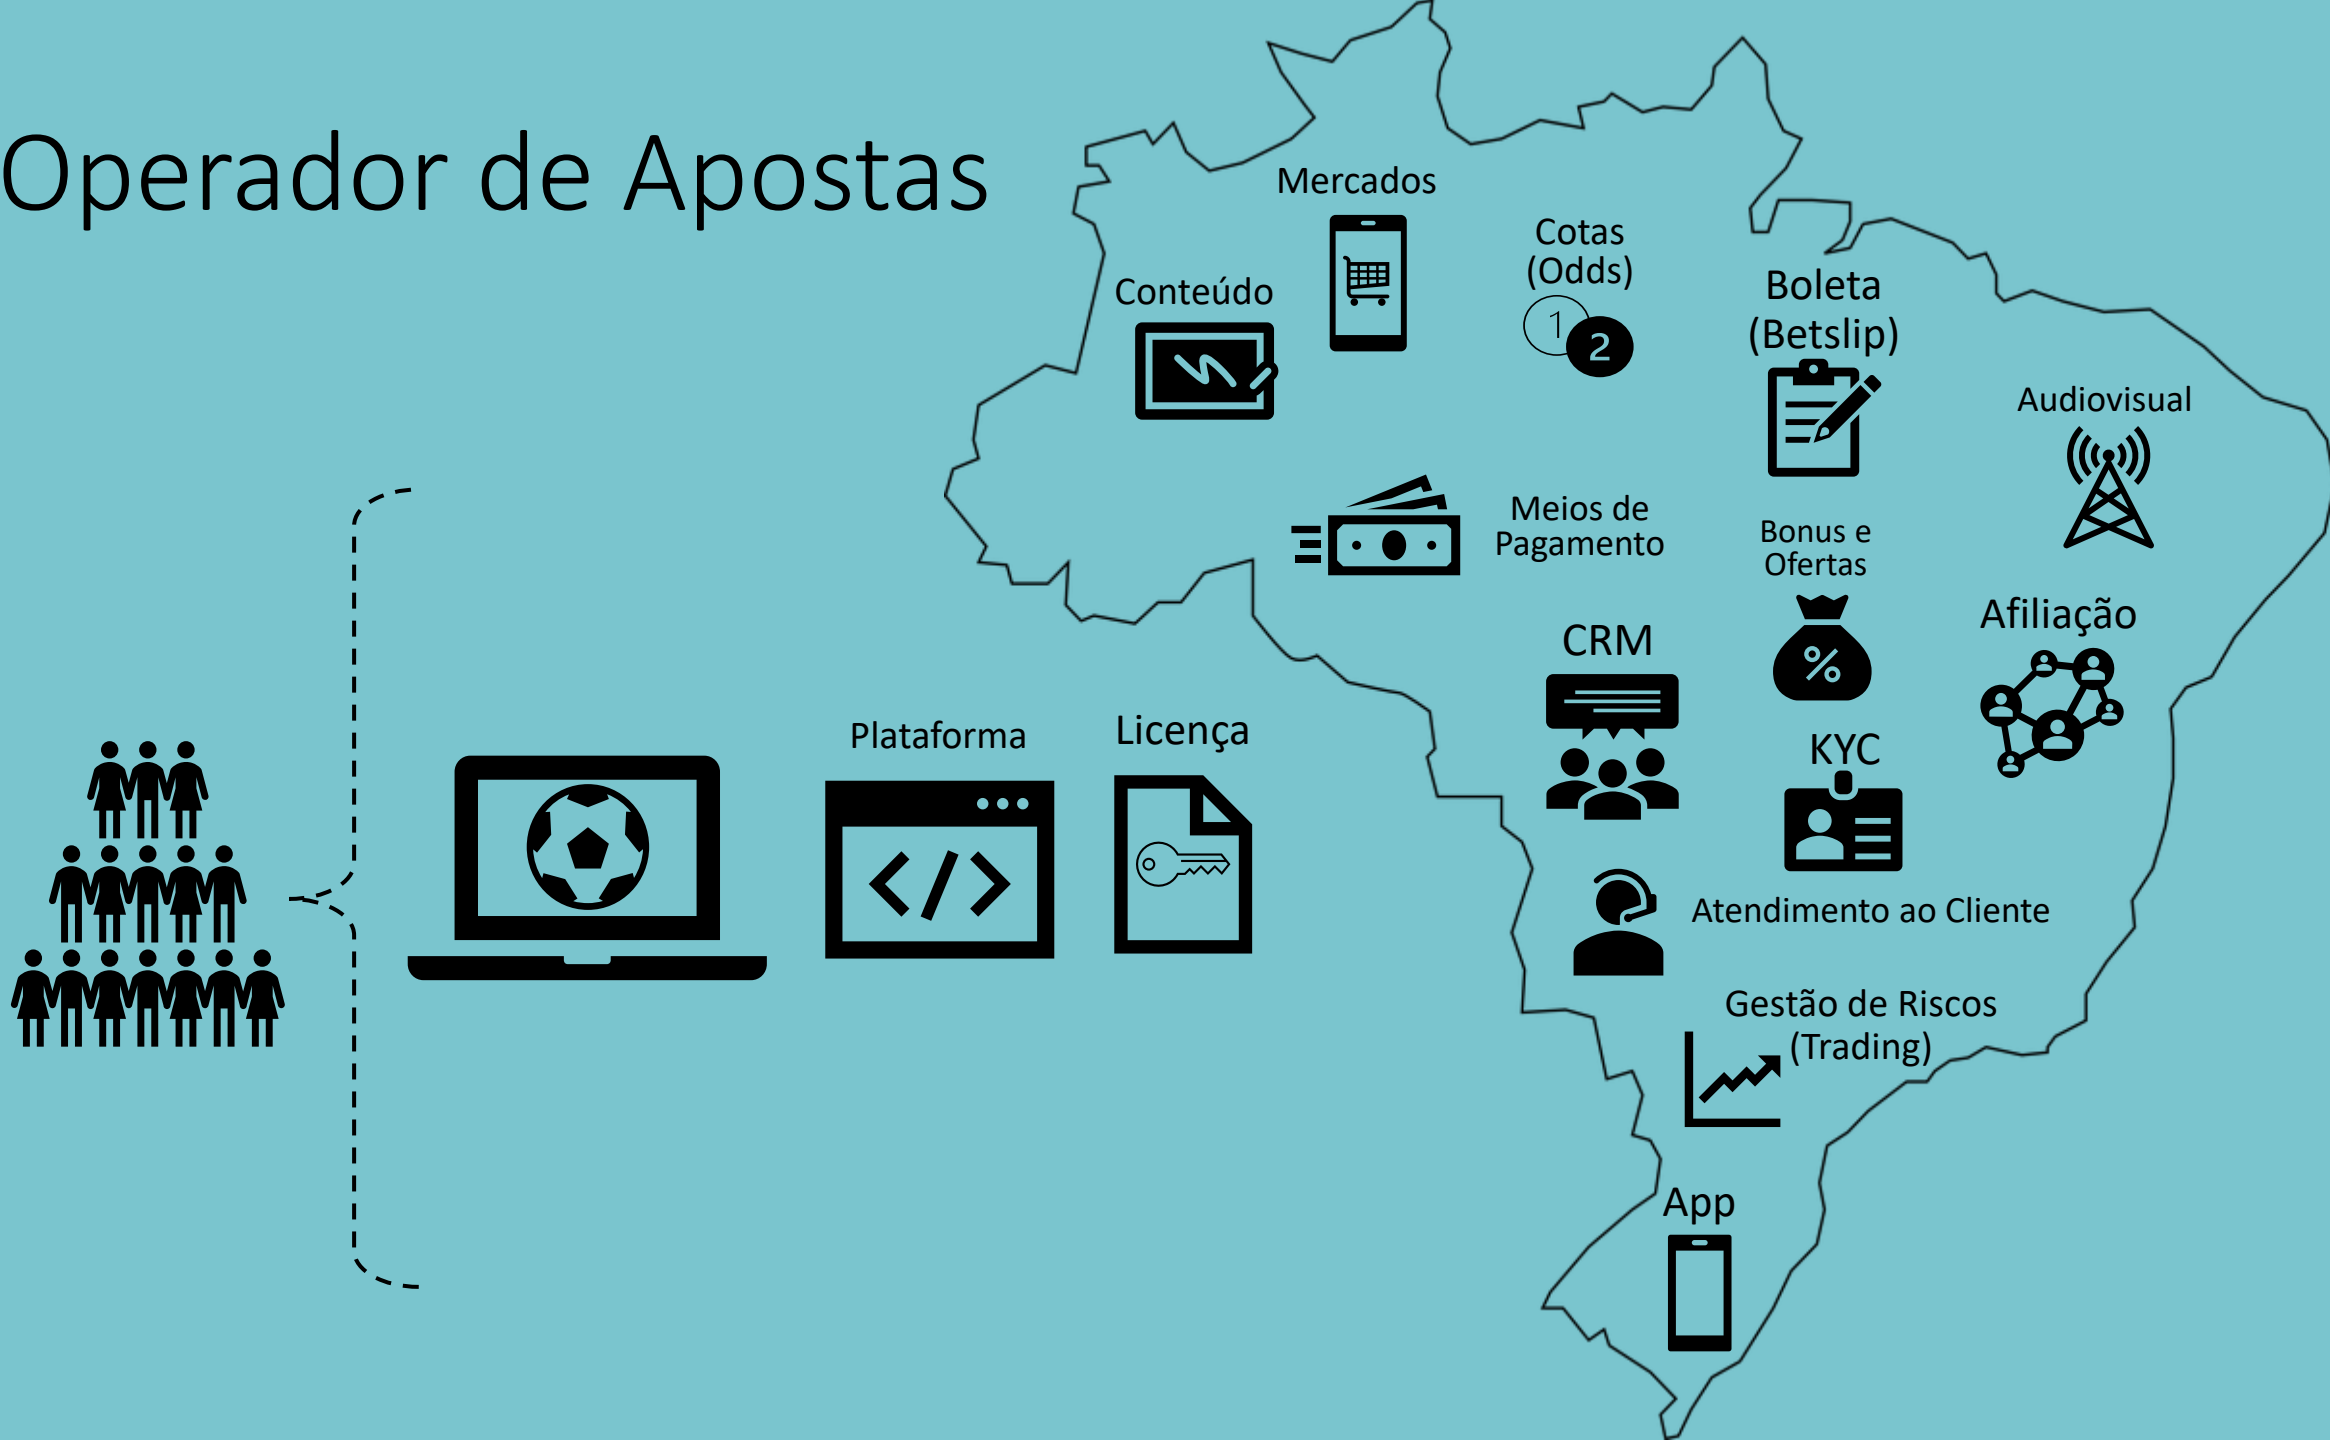 Operador de Apostas
Mercados
Cotas
(Odds)
1
2
Conteúdo
Boleta
(Betslip)
Audiovisual
Meios de
Pagamento
Bonus e
Ofertas
%
Afiliação
CRM
Plataforma
</>
Licença
KYC
Atendimento ao Cliente
Gestão de Riscos
(Trading)
App